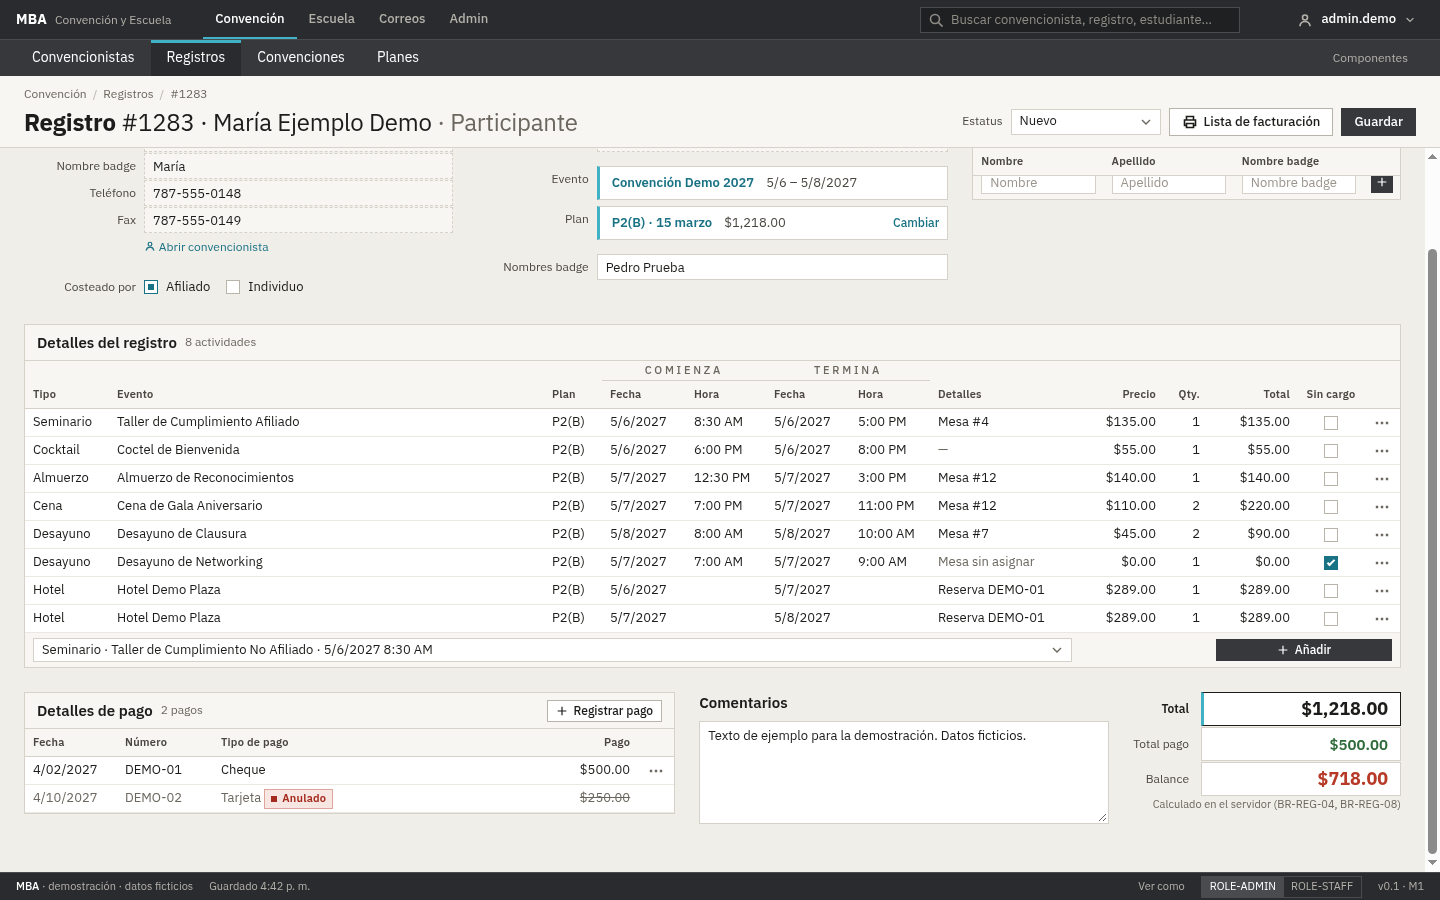 MBA Convención y Escuela Convención Escuela Correos Admin Buscar convencionista, registro, estudiante... admin.demo
Convencionistas Registros Convenciones Planes Componentes
Convención / Registros / #1283
Registro #1283 · María Ejemplo Demo · Participante Estatus Nuevo Lista de facturación Guardar
Nombre badge María
Teléfono 787-555-0148
Fax 787-555-0149
Abrir convencionista
Costeado por Afiliado Individuo
Evento Convención Demo 2027 5/6 – 5/8/2027
Plan P2(B) · 15 marzo $1,218.00 Cambiar
Nombres badge Pedro Prueba
Nombre Apellido Nombre badge
Nombre Apellido Nombre badge +
Detalles del registro 8 actividades
COMIENZA TERMINA
Tipo Evento Plan Fecha Hora Fecha Hora Detalles Precio Qty. Total Sin cargo
Seminario Taller de Cumplimiento Afiliado P2(B) 5/6/2027 8:30 AM 5/6/2027 5:00 PM Mesa #4 $135.00 1 $135.00 ···
Cocktail Coctel de Bienvenida P2(B) 5/6/2027 6:00 PM 5/6/2027 8:00 PM — $55.00 1 $55.00 ···
Almuerzo Almuerzo de Reconocimientos P2(B) 5/7/2027 12:30 PM 5/7/2027 3:00 PM Mesa #12 $140.00 1 $140.00 ···
Cena Cena de Gala Aniversario P2(B) 5/7/2027 7:00 PM 5/7/2027 11:00 PM Mesa #12 $110.00 2 $220.00 ···
Desayuno Desayuno de Clausura P2(B) 5/8/2027 8:00 AM 5/8/2027 10:00 AM Mesa #7 $45.00 2 $90.00 ···
Desayuno Desayuno de Networking P2(B) 5/7/2027 7:00 AM 5/7/2027 9:00 AM Mesa sin asignar $0.00 1 $0.00 ···
Hotel Hotel Demo Plaza P2(B) 5/6/2027 5/7/2027 Reserva DEMO-01 $289.00 1 $289.00 ···
Hotel Hotel Demo Plaza P2(B) 5/7/2027 5/8/2027 Reserva DEMO-01 $289.00 1 $289.00 ···
Seminario · Taller de Cumplimiento No Afiliado · 5/6/2027 8:30 AM + Añadir
Detalles de pago 2 pagos + Registrar pago
Fecha Número Tipo de pago Pago
4/02/2027 DEMO-01 Cheque $500.00 ···
4/10/2027 DEMO-02 Tarjeta Anulado $250.00
Comentarios
Texto de ejemplo para la demostración. Datos ficticios.
Total $1,218.00
Total pago $500.00
Balance $718.00
Calculado en el servidor (BR-REG-04, BR-REG-08)
MBA · demostración · datos ficticios Guardado 4:42 p. m. Ver como ROLE-ADMIN ROLE-STAFF v0.1 · M1